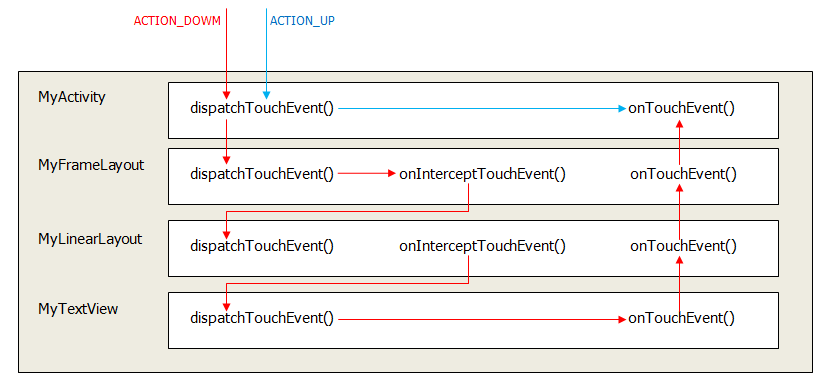 ACTION_DOWM
ACTION_UP
MyActivity
dispatchTouchEvent()
onTouchEvent()
MyFrameLayout
dispatchTouchEvent()
onInterceptTouchEvent()
onTouchEvent()
MyLinearLayout
dispatchTouchEvent()
onInterceptTouchEvent()
onTouchEvent()
MyTextView
dispatchTouchEvent()
onTouchEvent()